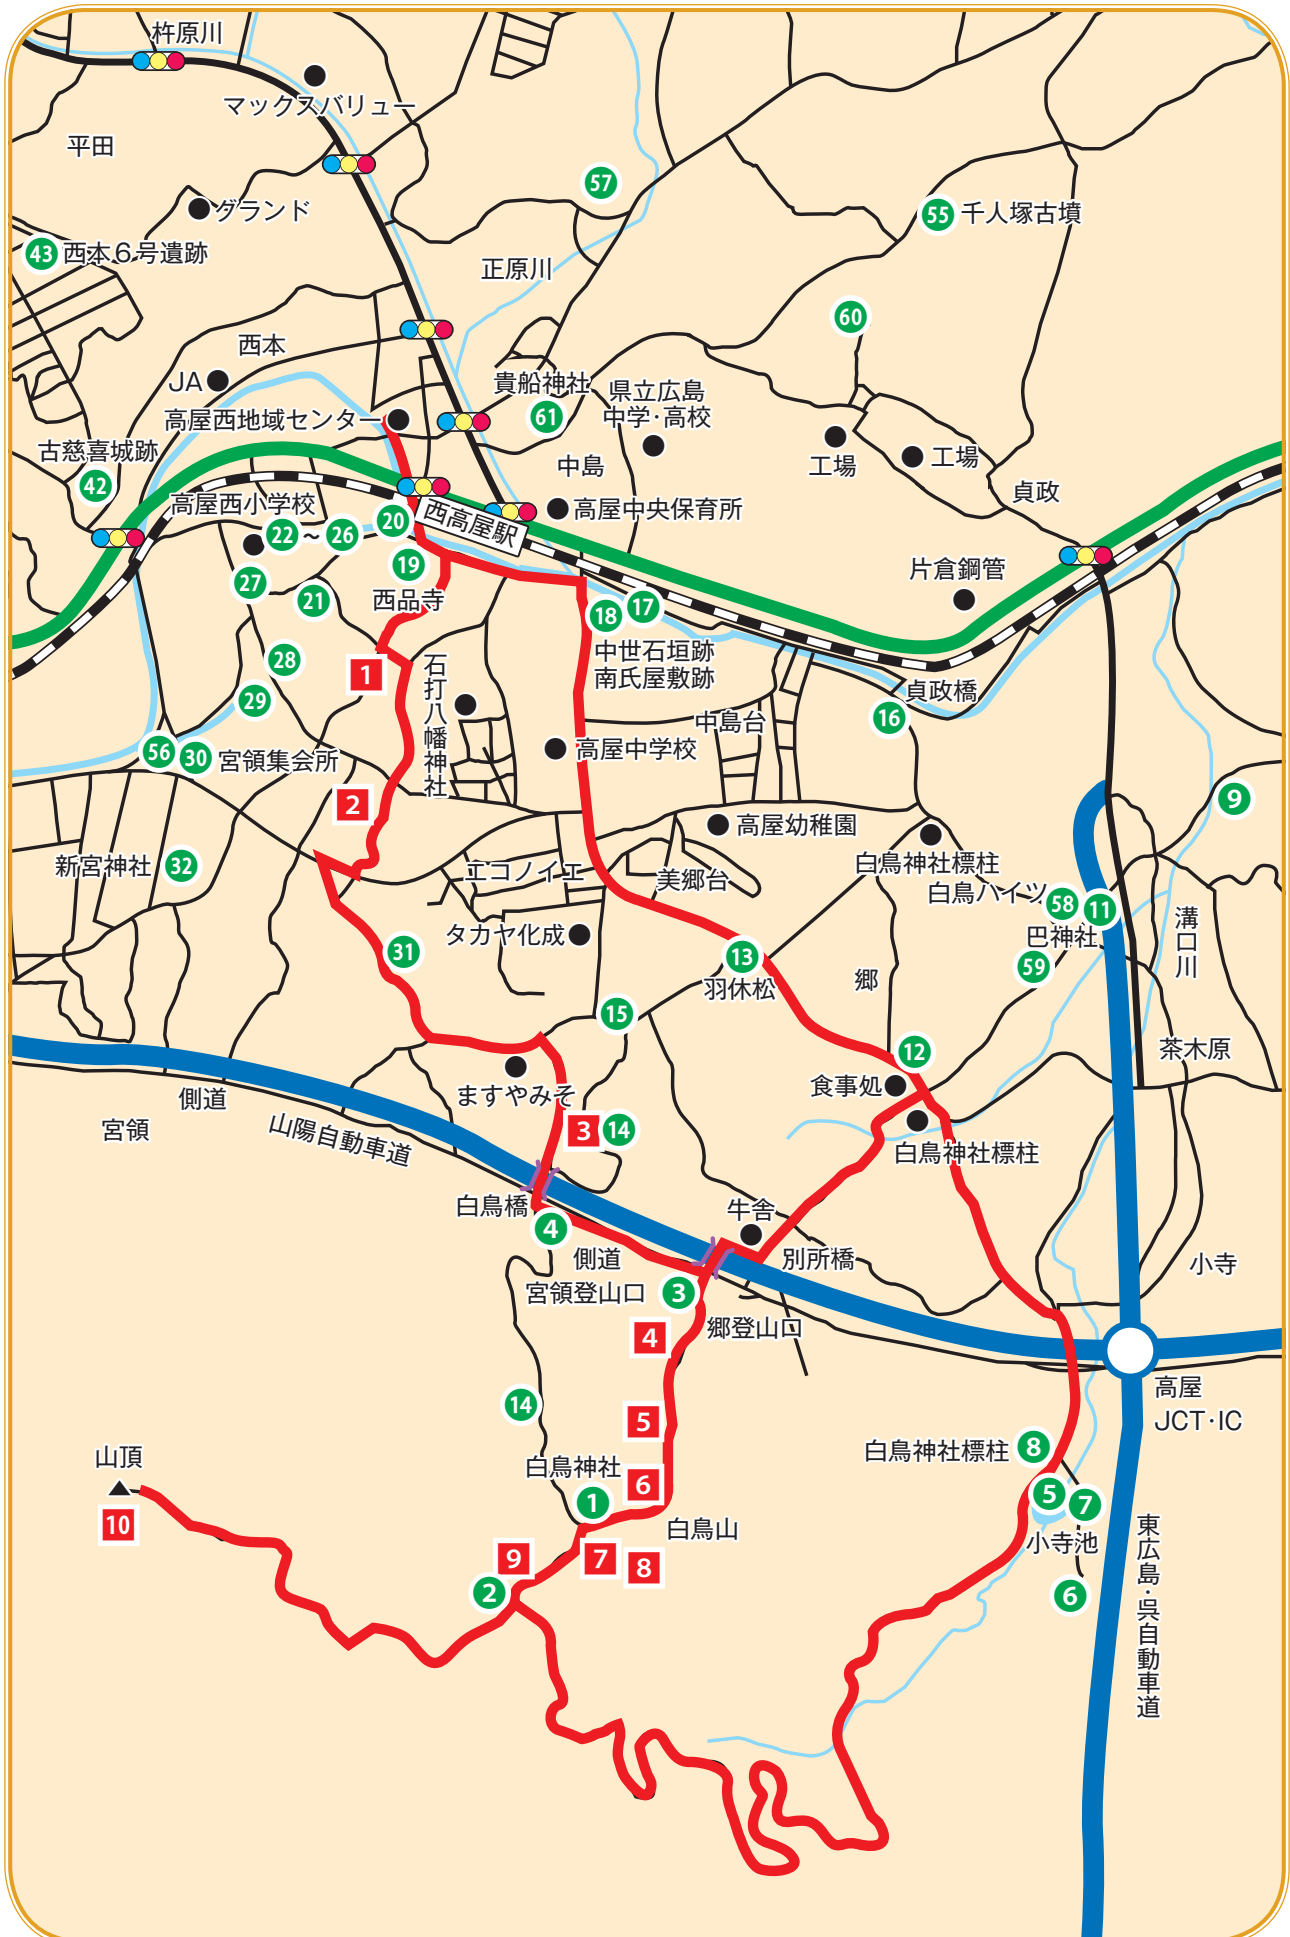 杵原川
マックスバリュー
平田
グランド
57
55 千人塚古墳
43 西本6号遺跡
正原川
60
西本
JA
貴船神社
61
県立広島
中学・高校
高屋西地域センター
古慈喜城跡
42
中島
工場
工場
貞政
高屋西小学校
22 ～ 26
20
西高屋駅
高屋中央保育所
19
西品寺
27
21
片倉鋼管
18
17
中世石垣跡
南氏屋敷跡
1
石打八幡神社
28
29
貞政橋
16
中島台
56
30 宮領集会所
高屋中学校
2
9
高屋幼稚園
白鳥神社標柱
新宮神社 32
エコノイエ
美郷台
白鳥ハイツ 58
11
巴神社
59
溝口川
タカヤ化成
31
13
羽休松
郷
15
12
茶木原
ますやみそ
食事処
側道
宮領
山陽自動車道
3
14
白鳥神社標柱
白鳥橋
4
側道
牛舎
別所橋
小寺
宮領登山口
3
郷登山口
4
高屋
JCT・IC
14
5
白鳥神社標柱 8
山頂
10
白鳥神社
1
6
白鳥山
5
7
小寺池
6
東広島・呉自動車道
9
7
8
2